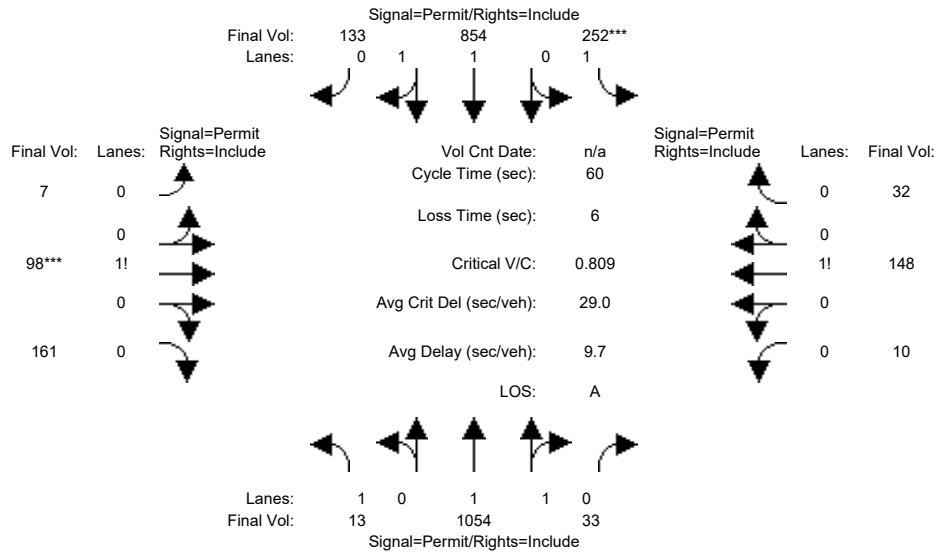 Signal=Permit/Rights=Include
Final Vol: 133 854 252***
Lanes: 0 1 1 0 1
Signal=Permit Signal=Permit
Final Vol: Lanes: Rights=Include Vol Cnt Date: n/a Rights=Include Lanes: Final Vol:
Cycle Time (sec): 60
7 0 0 32
Loss Time (sec): 6
0 0
98*** 1! Critical V/C: 0.809 1! 148
0 Avg Crit Del (sec/veh): 29.0 0
161 0 Avg Delay (sec/veh): 9.7 0 10
LOS: A
Lanes: 1 0 1 1 0
Final Vol: 13 1054 33
Signal=Permit/Rights=Include